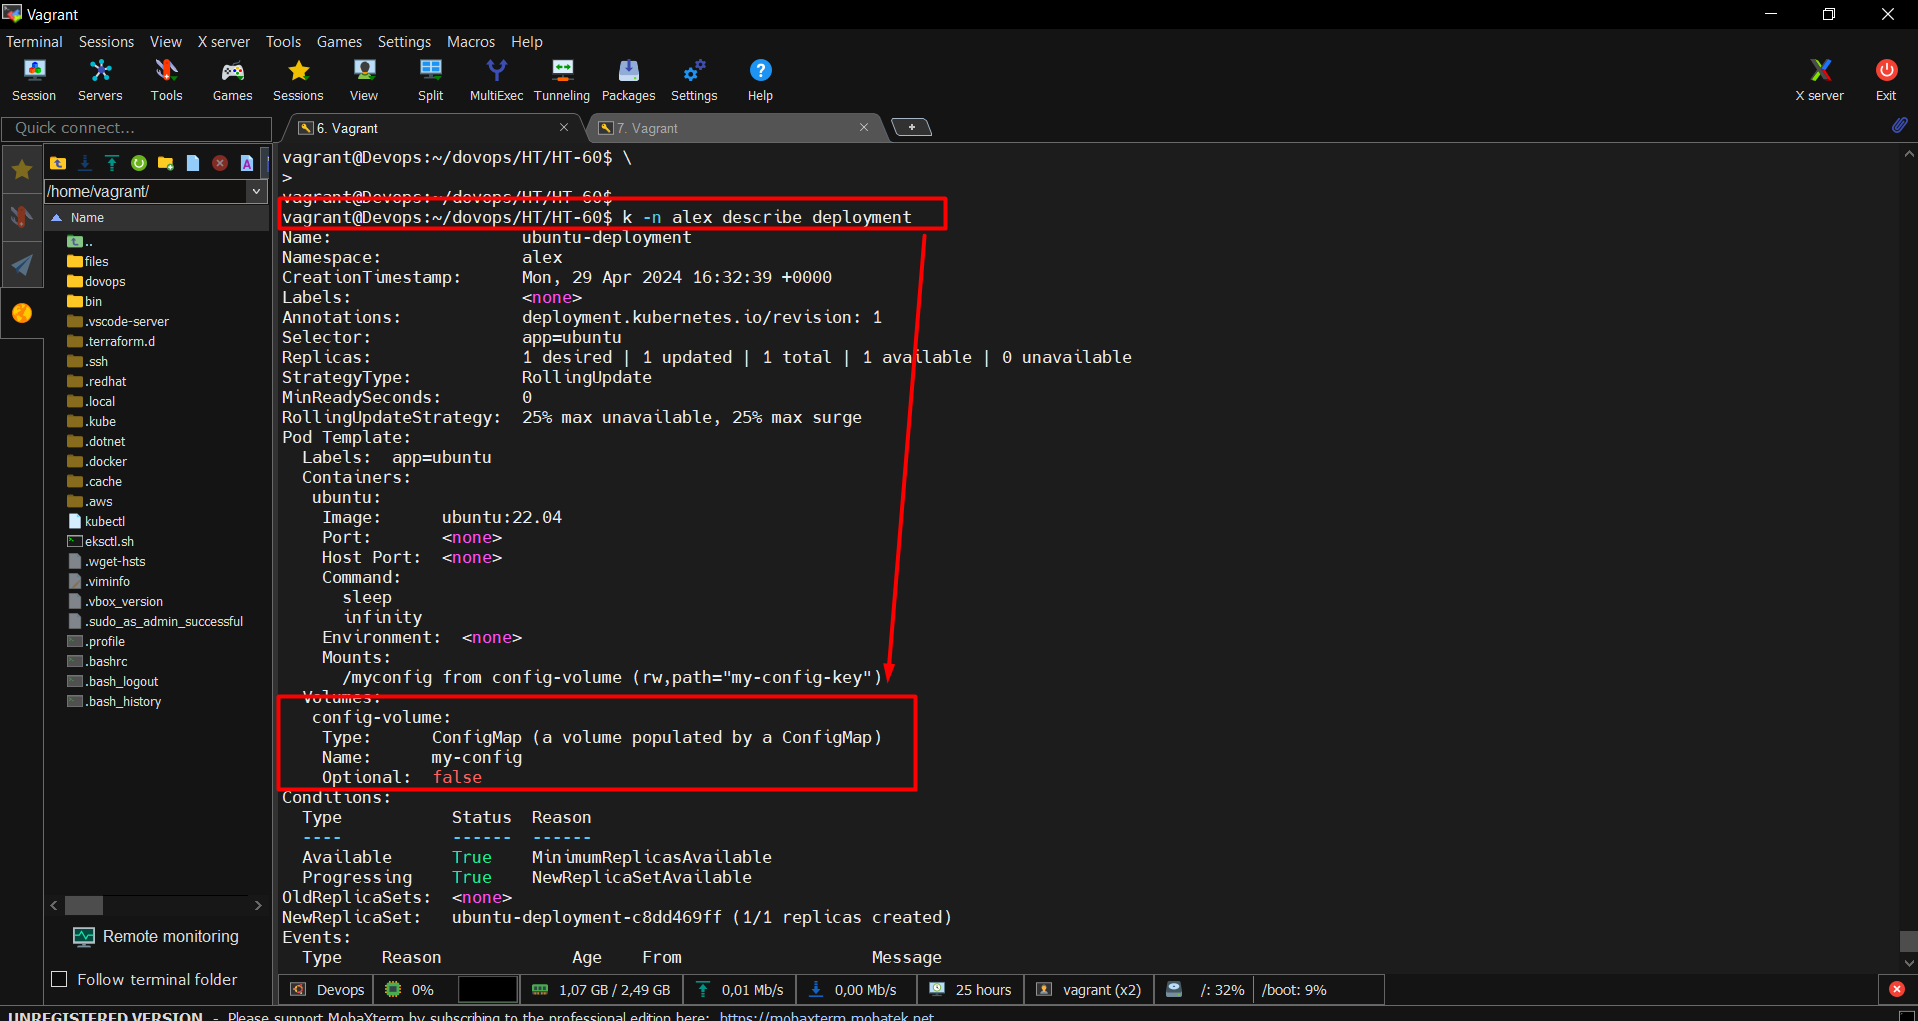 Vagrant
Terminal Sessions View X server Tools Games Settings Macros Help
Session Servers Tools Games Sessions View Split MultiExec Tunneling Packages Settings Help X server Exit
Quick connect...
6. Vagrant
7. Vagrant
/home/vagrant/
Name
..
files
dovops
bin
.vscode-server
.terraform.d
.ssh
.redhat
.local
.kube
.dotnet
.docker
.cache
.aws
kubectl
eksctl.sh
.wget-hsts
.viminfo
.vbox_version
.sudo_as_admin_successful
.profile
.bashrc
.bash_logout
.bash_history
Remote monitoring
Follow terminal folder
vagrant@Devops:~/dovops/HT/HT-60$ \
>
vagrant@Devops:~/dovops/HT/HT-60$
vagrant@Devops:~/dovops/HT/HT-60$ k -n alex describe deployment
Name: ubuntu-deployment
Namespace: alex
CreationTimestamp: Mon, 29 Apr 2024 16:32:39 +0000
Labels: <none>
Annotations: deployment.kubernetes.io/revision: 1
Selector: app=ubuntu
Replicas: 1 desired | 1 updated | 1 total | 1 available | 0 unavailable
StrategyType: RollingUpdate
MinReadySeconds: 0
RollingUpdateStrategy: 25% max unavailable, 25% max surge
Pod Template:
Labels: app=ubuntu
Containers:
ubuntu:
Image: ubuntu:22.04
Port: <none>
Host Port: <none>
Command:
sleep
infinity
Environment: <none>
Mounts:
/myconfig from config-volume (rw,path="my-config-key")
Volumes:
config-volume:
Type: ConfigMap (a volume populated by a ConfigMap)
Name: my-config
Optional: false
Conditions:
Type Status Reason
---- ------ ------
Available True MinimumReplicasAvailable
Progressing True NewReplicaSetAvailable
OldReplicaSets: <none>
NewReplicaSet: ubuntu-deployment-c8dd469ff (1/1 replicas created)
Events:
Type Reason Age From Message
Devops 0% 1,07 GB / 2,49 GB 0,01 Mb/s 0,00 Mb/s 25 hours vagrant (x2) /: 32% /boot: 9%
UNREGISTERED VERSION - Please support MobaXterm by subscribing to the professional edition here: https://mobaxterm.mobatek.net